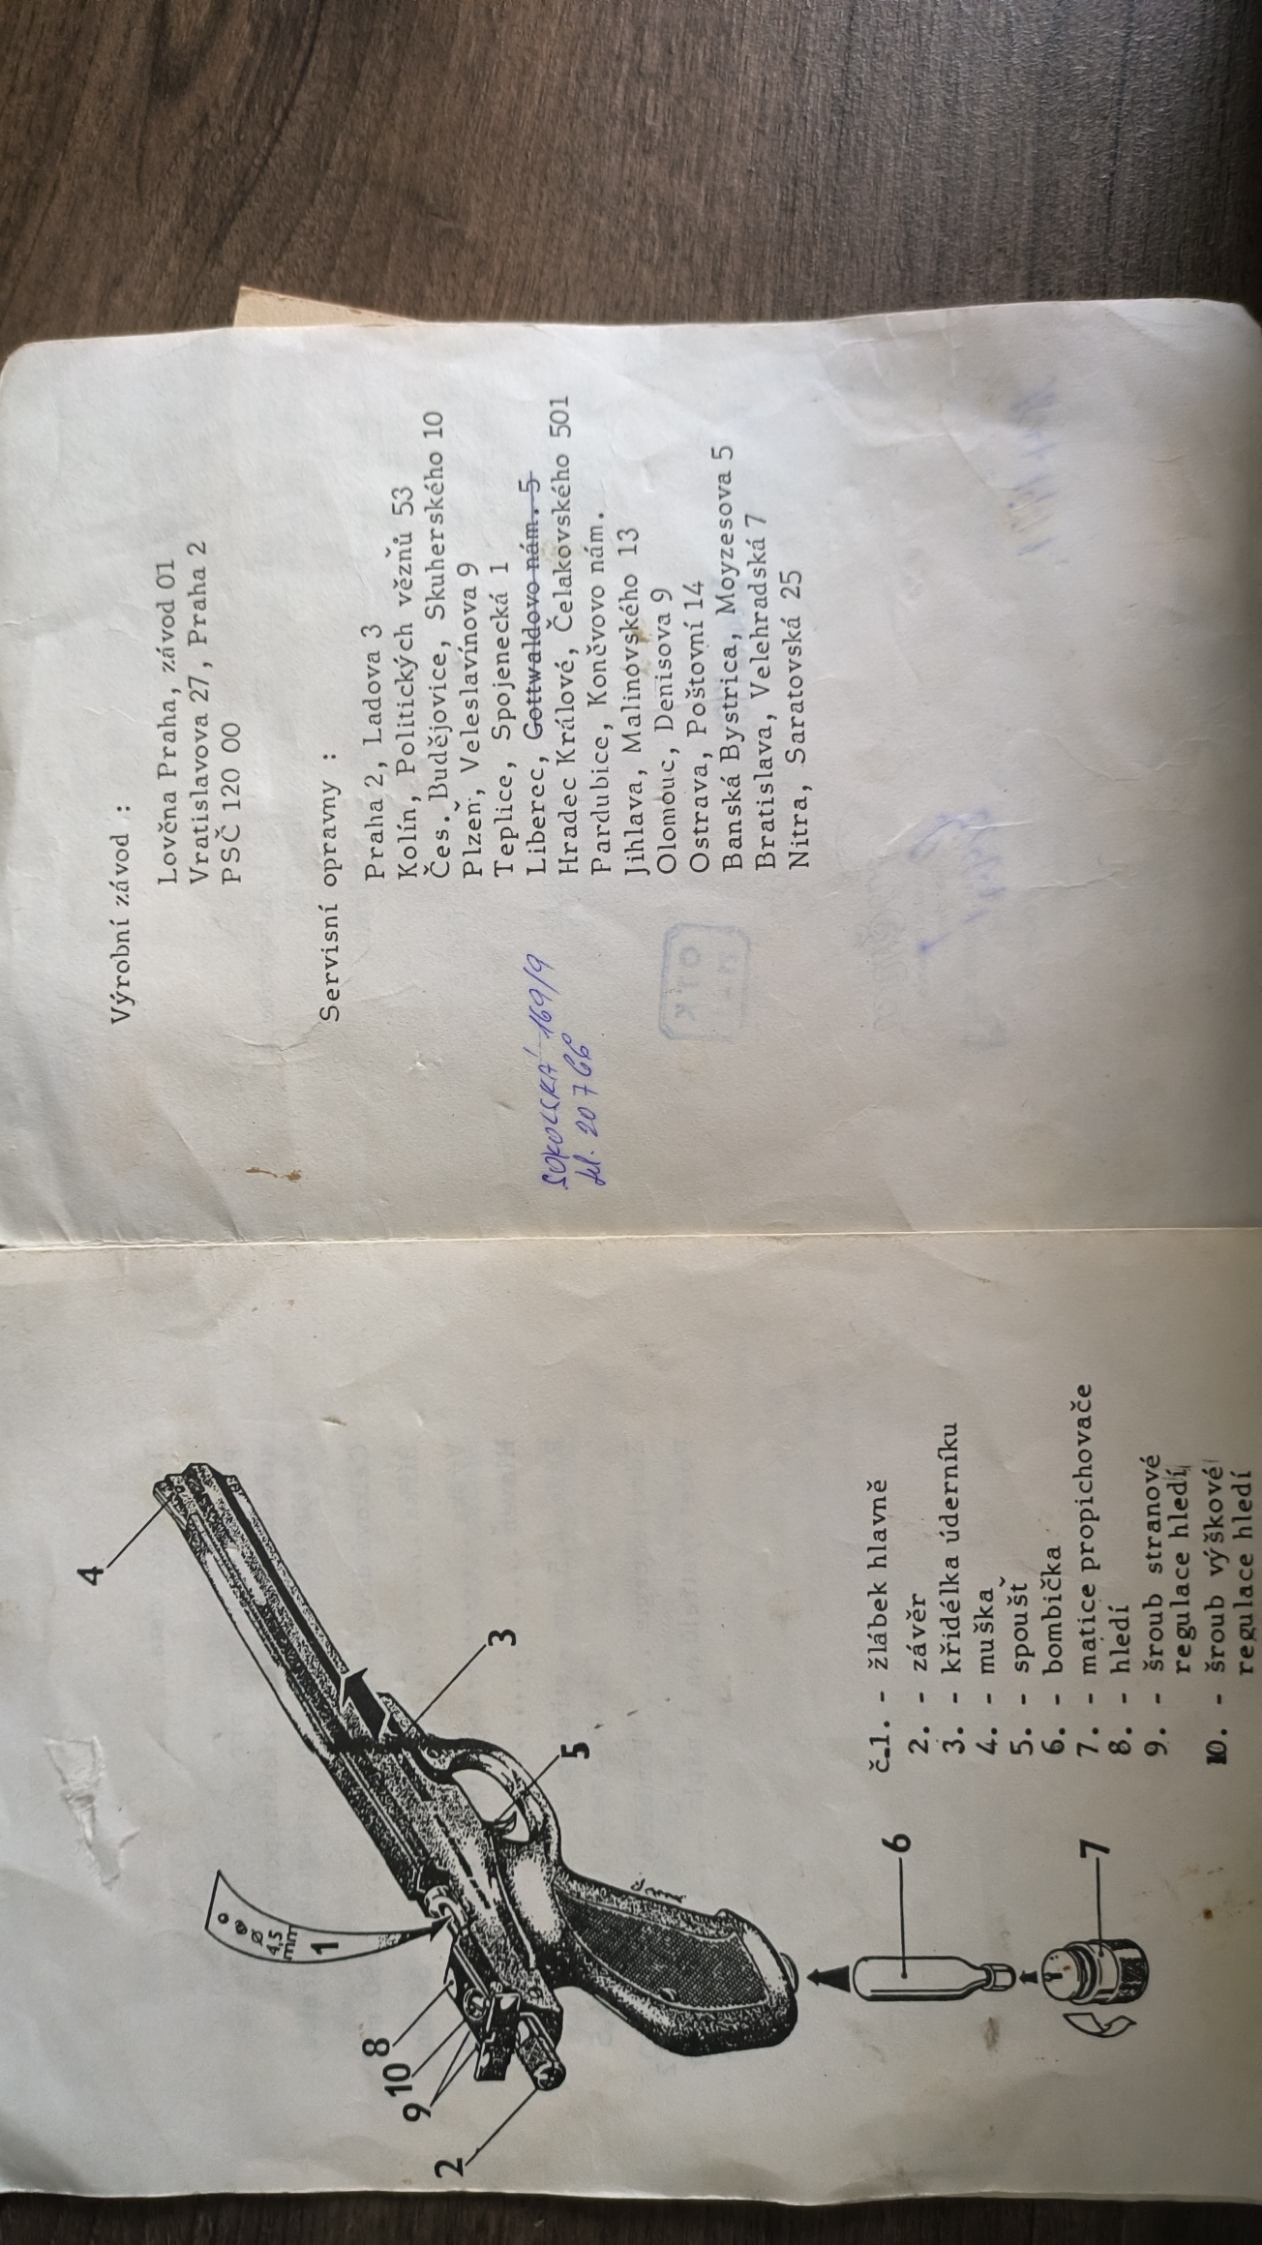 4
3
5
1
4,5
mm
8
10
9
2
6
7
č.1. - žlábek hlavně
2. - závěr
3. - křidélka úderníku
4. - muška
5. - spoušť
6. - bombička
7. - matice propichovače
8. - hledí
9. - šroub stranové
regulace hledí
10. - šroub výškové
regulace hledí
Výrobní závod :
Lovčna Praha, závod 01
Vratislavova 27, Praha 2
PSČ 120 00
Servisní opravny :
Praha 2, Ladova 3
Kolín, Politických vězňů 53
Čes. Budějovice, Skuherského 10
Plzeň, Veleslavínova 9
Teplice, Spojenecká 1
Liberec, Gottwaldovo nám. 5
Hradec Králové, Čelakovského 501
Pardubice, Koněvovo nám.
Jihlava, Malinovského 13
Olomouc, Denisova 9
Ostrava, Poštovní 14
Banská Bystrica, Moyzesova 5
Bratislava, Velehradská 7
Nitra, Saratovská 25
SOKOLSKÁ 169/9
tel. 20766